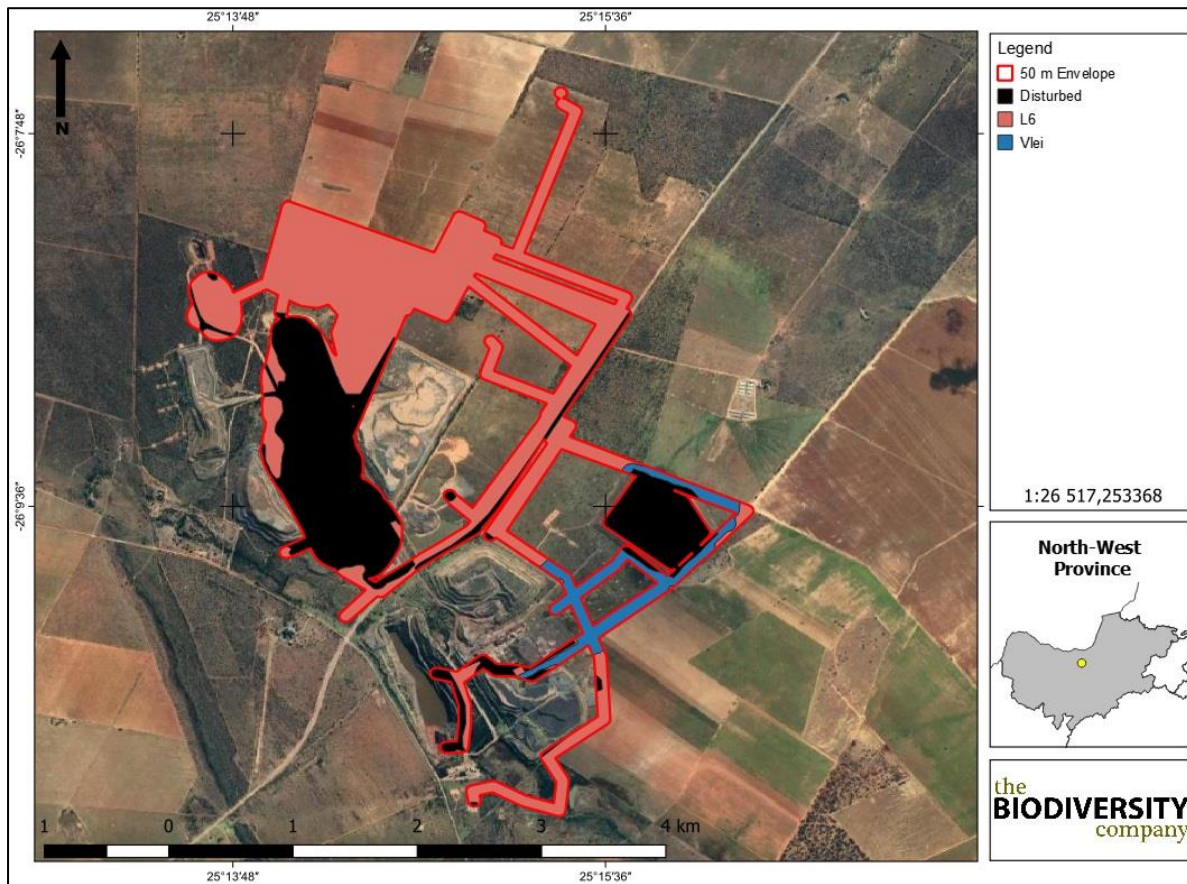 25°13'48"
25°15'36"
N
-26°7'48"
-26°9'36"
1
0
1
2
3
4 km
25°13'48"
25°15'36"
Legend
50 m Envelope
Disturbed
L6
Vlei
1:26 517,253368
North-West
Province
the
BIODIVERSITY
company